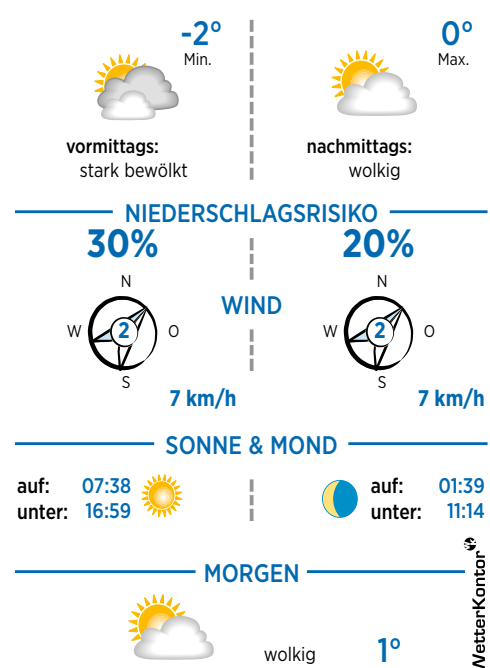 -2°
Min.
vormittags:
stark bewölkt
0°
Max.
nachmittags:
wolkig
NIEDERSCHLAGSRISIKO
30%
20%
WIND
N
W
2
O
S
7 km/h
N
W
2
O
S
7 km/h
SONNE & MOND
auf: 07:38
unter: 16:59
auf: 01:39
unter: 11:14
MORGEN
wolkig
1°
WetterKontor